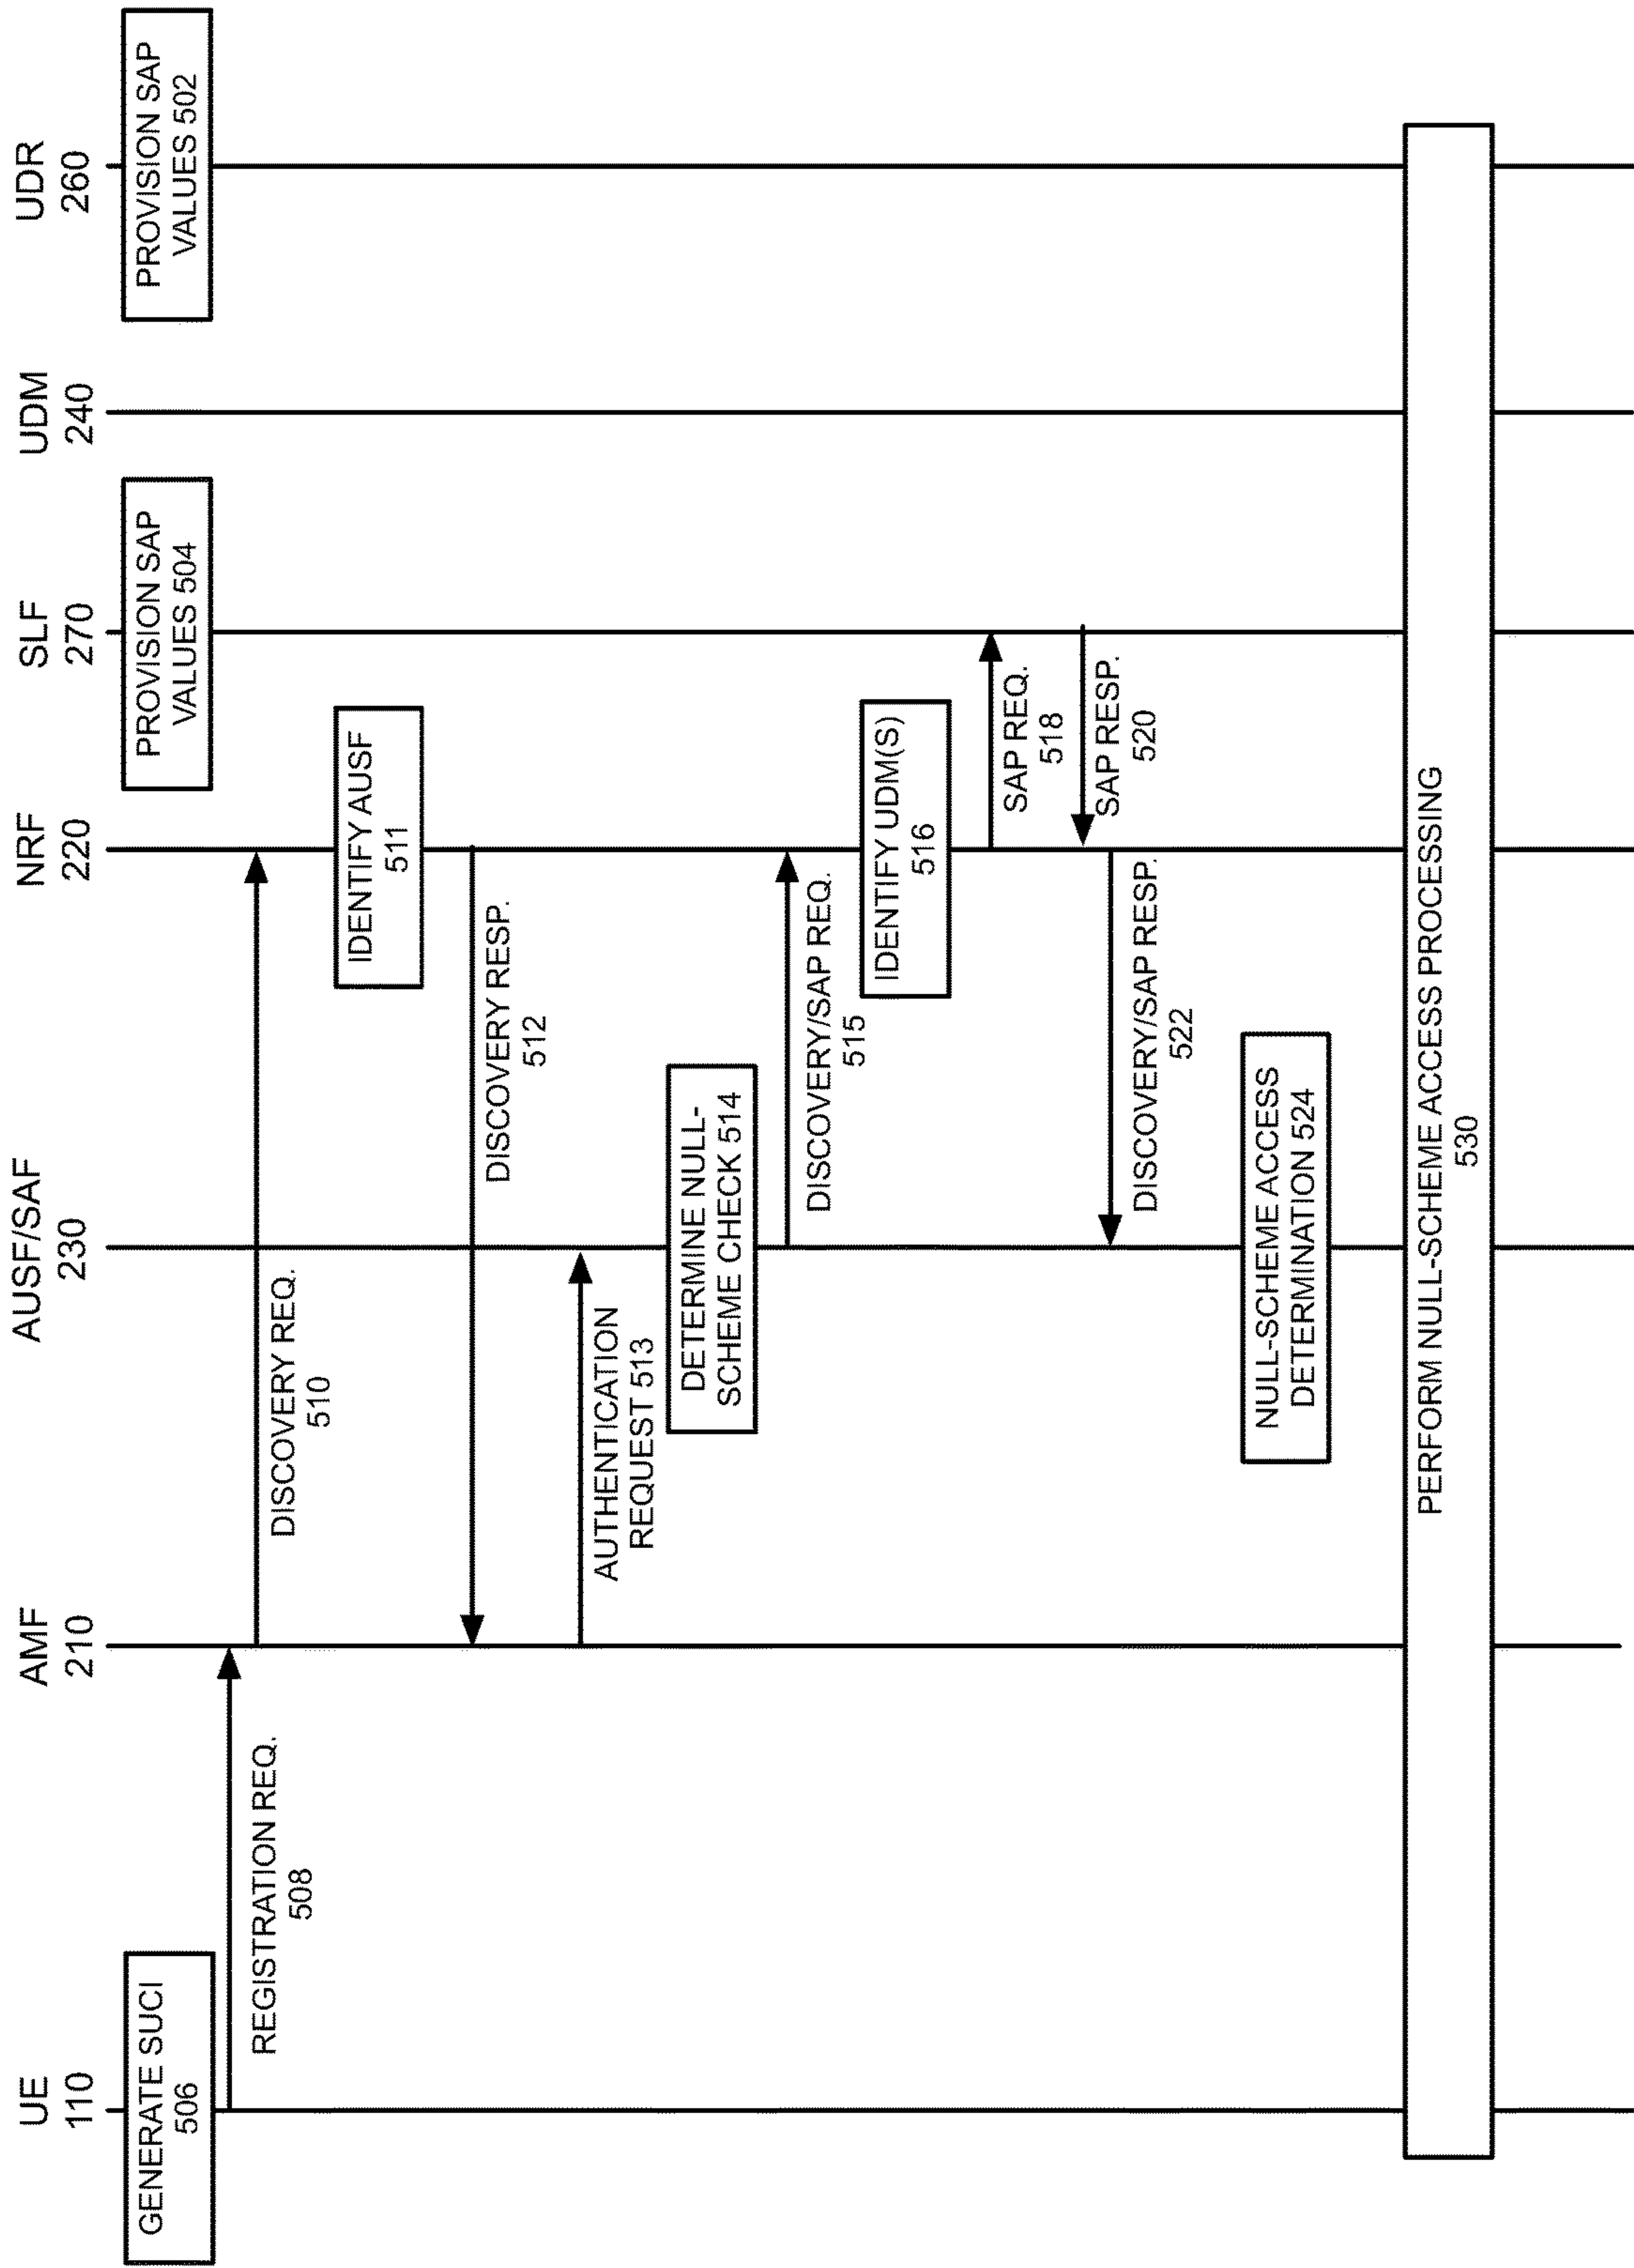 UE
110
AMF
210
AUSF/SAF
230
NRF
220
SLF
270
UDM
240
UDR
260
GENERATE SUCI
506
PROVISION SAP
VALUES 504
PROVISION SAP
VALUES 502
REGISTRATION REQ.
508
DISCOVERY REQ.
510
IDENTIFY AUSF
511
DISCOVERY RESP.
512
AUTHENTICATION
REQUEST 513
DETERMINE NULL-
SCHEME CHECK 514
DISCOVERY/SAP REQ.
515
IDENTIFY UDM(S)
516
SAP REQ.
518
SAP RESP.
520
DISCOVERY/SAP RESP.
522
NULL-SCHEME ACCESS
DETERMINATION 524
PERFORM NULL-SCHEME ACCESS PROCESSING
530